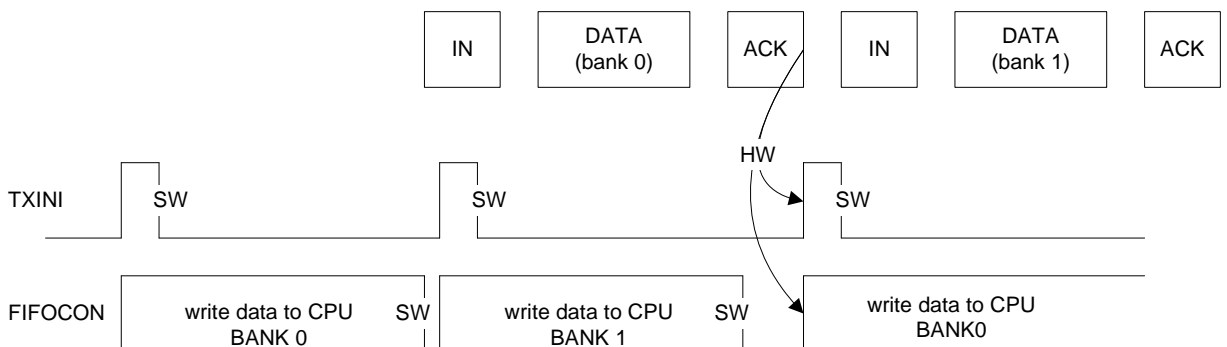 IN
DATA
(bank 0)
ACK
IN
DATA
(bank 1)
ACK
HW
TXINI
SW
SW
SW
FIFOCON
write data to CPU
BANK 0
SW
write data to CPU
BANK 1
SW
write data to CPU
BANK0